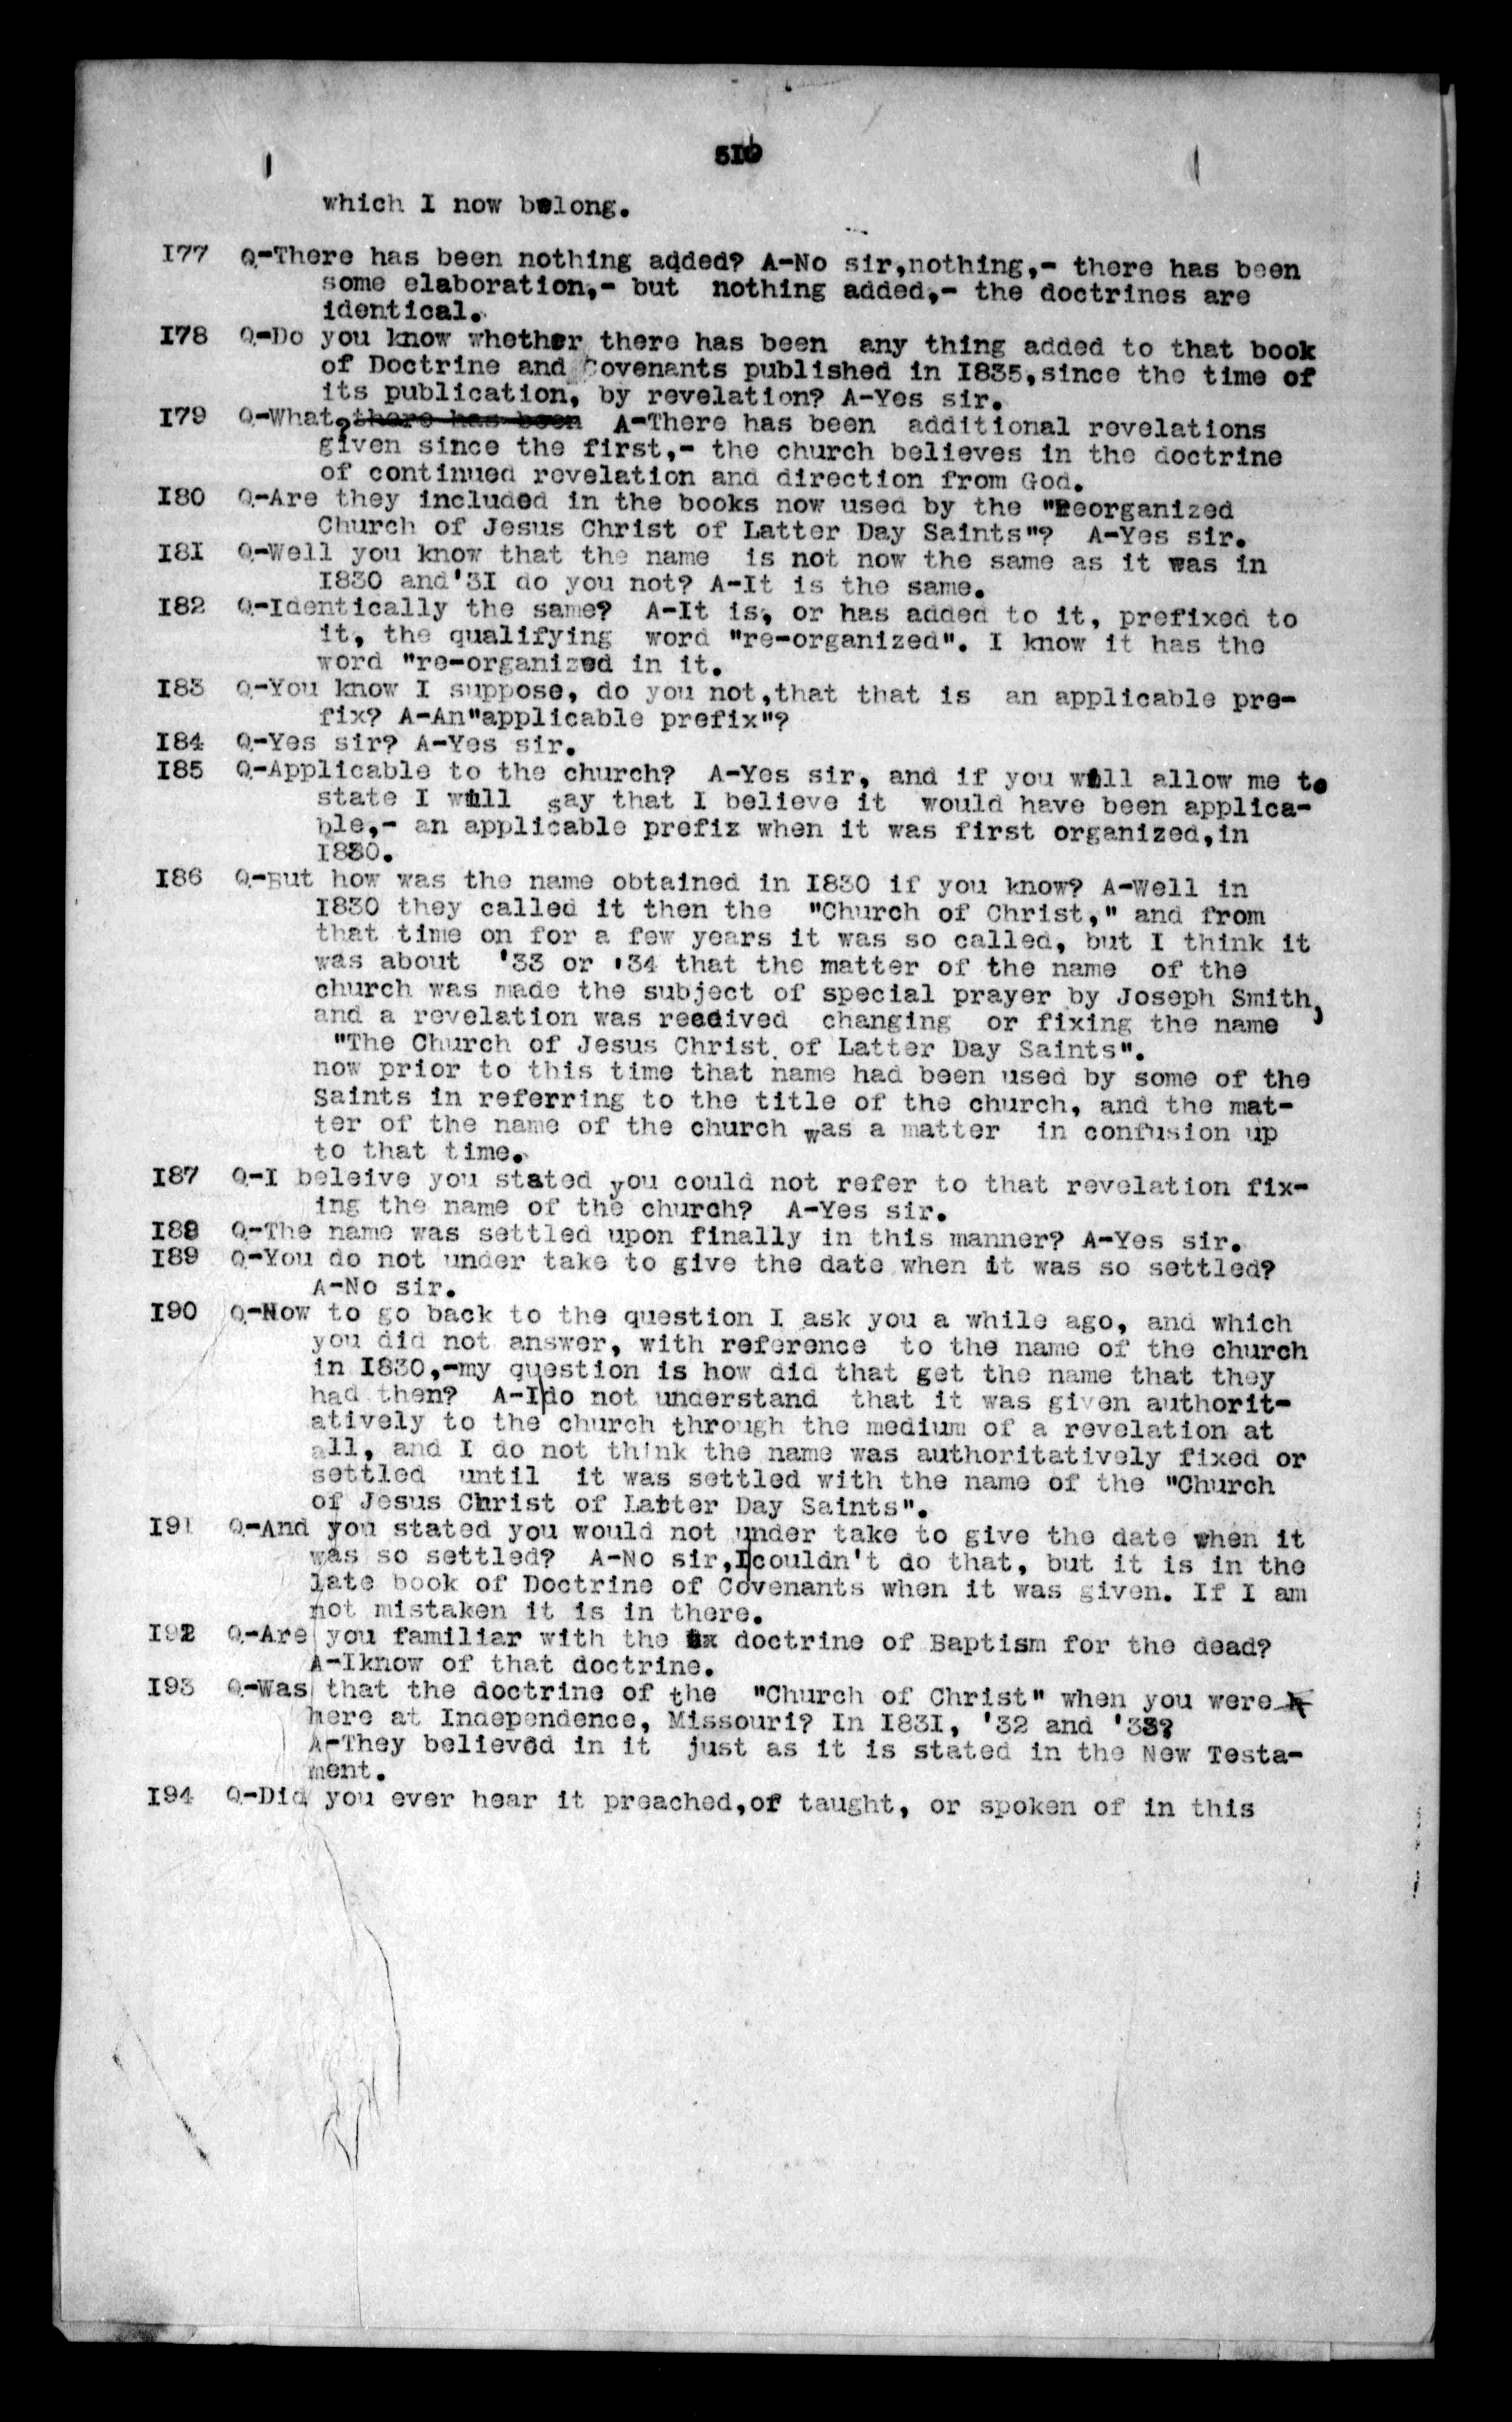 510
which I now belong.
177 Q-There has been nothing added? A-No sir,nothing,- there has been
some elaboration,- but nothing added,- the doctrines are
identical.
178 Q-Do you know whether there has been any thing added to that book
of Doctrine and Covenants published in 1835,since the time of
its publication, by revelation? A-Yes sir.
179 Q-What? there has been A-There has been additional revelations
given since the first,- the church believes in the doctrine
of continued revelation and direction from God.
180 Q-Are they included in the books now used by the "Reorganized
Church of Jesus Christ of Latter Day Saints"? A-Yes sir.
181 Q-Well you know that the name is not now the same as it was in
1830 and'31 do you not? A-It is the same.
182 Q-Identically the same? A-It is, or has added to it, prefixed to
it, the qualifying word "re-organized". I know it has the
word "re-organized in it.
183 Q-You know I suppose, do you not,that that is an applicable pre-
fix? A-An"applicable prefix"?
184 Q-Yes sir? A-Yes sir.
185 Q-Applicable to the church? A-Yes sir, and if you will allow me to
state I will say that I believe it would have been applica-
ble,- an applicable prefix when it was first organized,in
1830.
186 Q-But how was the name obtained in 1830 if you know? A-Well in
1830 they called it then the "Church of Christ," and from
that time on for a few years it was so called, but I think it
was about '33 or '34 that the matter of the name of the
church was made the subject of special prayer by Joseph Smith,
and a revelation was reedived changing or fixing the name
"The Church of Jesus Christ of Latter Day Saints".
now prior to this time that name had been used by some of the
Saints in referring to the title of the church, and the mat-
ter of the name of the church was a matter in confusion up
to that time.
187 Q-I beleive you stated you could not refer to that revelation fix-
ing the name of the church? A-Yes sir.
188 Q-The name was settled upon finally in this manner? A-Yes sir.
189 Q-You do not under take to give the date when it was so settled?
A-No sir.
190 Q-Now to go back to the question I ask you a while ago, and which
you did not answer, with reference to the name of the church
in 1830,-my question is how did that get the name that they
had then? A-I do not understand that it was given authorit-
atively to the church through the medium of a revelation at
all, and I do not think the name was authoritatively fixed or
settled until it was settled with the name of the "Church
of Jesus Christ of Latter Day Saints".
191 Q-And you stated you would not under take to give the date when it
was so settled? A-No sir,I couldn't do that, but it is in the
late book of Doctrine of Covenants when it was given. If I am
not mistaken it is in there.
192 Q-Are you familiar with the doctrine of Baptism for the dead?
A-Iknow of that doctrine.
193 Q-Was that the doctrine of the "Church of Christ" when you were
here at Independence, Missouri? In 1831, '32 and '33?
A-They believed in it just as it is stated in the New Testa-
ment.
194 Q-Did you ever hear it preached,or taught, or spoken of in this